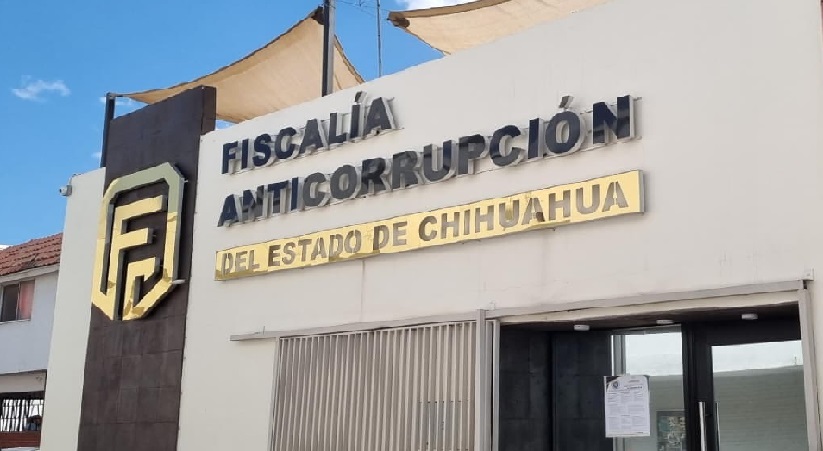 FISCALÍA
ANTICORRUPCIÓN
DEL ESTADO DE CHIHUAHUA
F